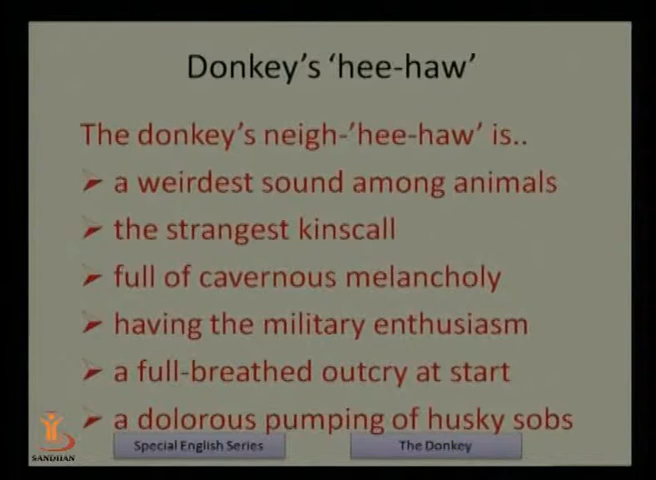 Donkey's 'hee-haw'
The donkey's neigh-'hee-haw' is..
a weirdest sound among animals
the strangest kinscall
full of cavernous melancholy
having the military enthusiasm
a full-breathed outcry at start
a dolorous pumping of husky sobs
Special English Series
The Donkey
SANDHAN